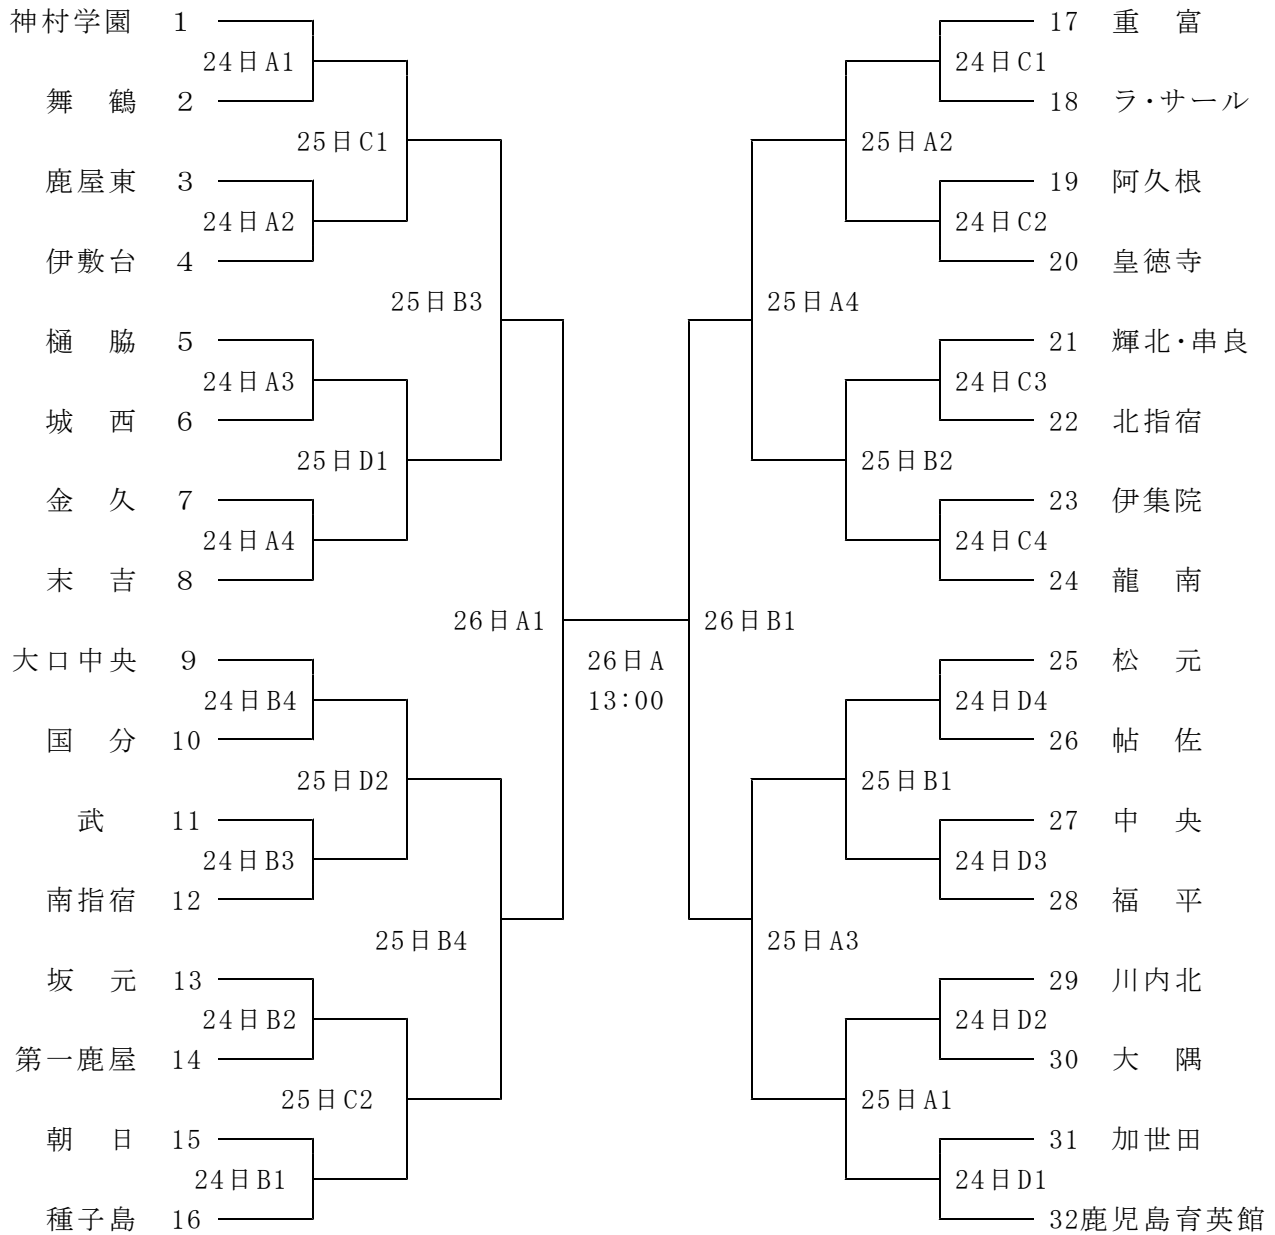 神村学園 1
24日A1
舞 鶴 2
25日C1
鹿屋東 3
24日A2
伊敷台 4
25日B3
樋 脇 5
24日A3
城 西 6
25日D1
金 久 7
24日A4
末 吉 8
26日A1
大口中央 9
24日B4
国 分 10
25日D2
武 11
24日B3
南指宿 12
25日B4
坂 元 13
24日B2
第一鹿屋 14
25日C2
朝 日 15
24日B1
種子島 16
26日A
13:00
17 重 富
24日C1
18 ラ・サール
25日A2
19 阿久根
24日C2
20 皇徳寺
25日A4
21 輝北・串良
24日C3
22 北指宿
25日B2
23 伊集院
24日C4
24 龍 南
26日B1
25 松 元
24日D4
26 帖 佐
25日B1
27 中 央
24日D3
28 福 平
25日A3
29 川内北
24日D2
30 大 隅
25日A1
31 加世田
24日D1
32鹿児島育英館